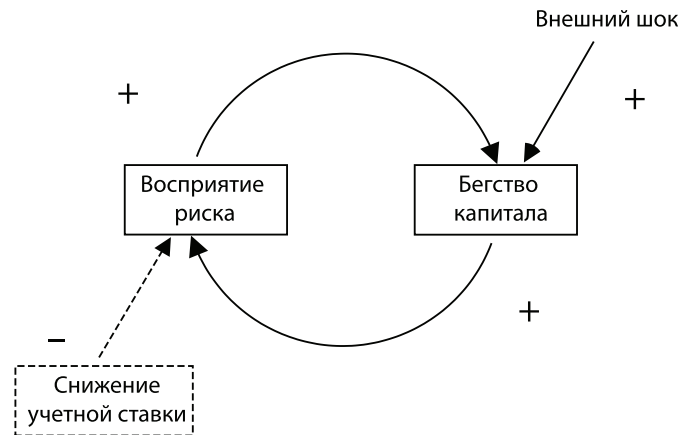 Внешний шок
+
+
Восприятие
риска
Бегство
капитала
+
−
Снижение
учетной ставки